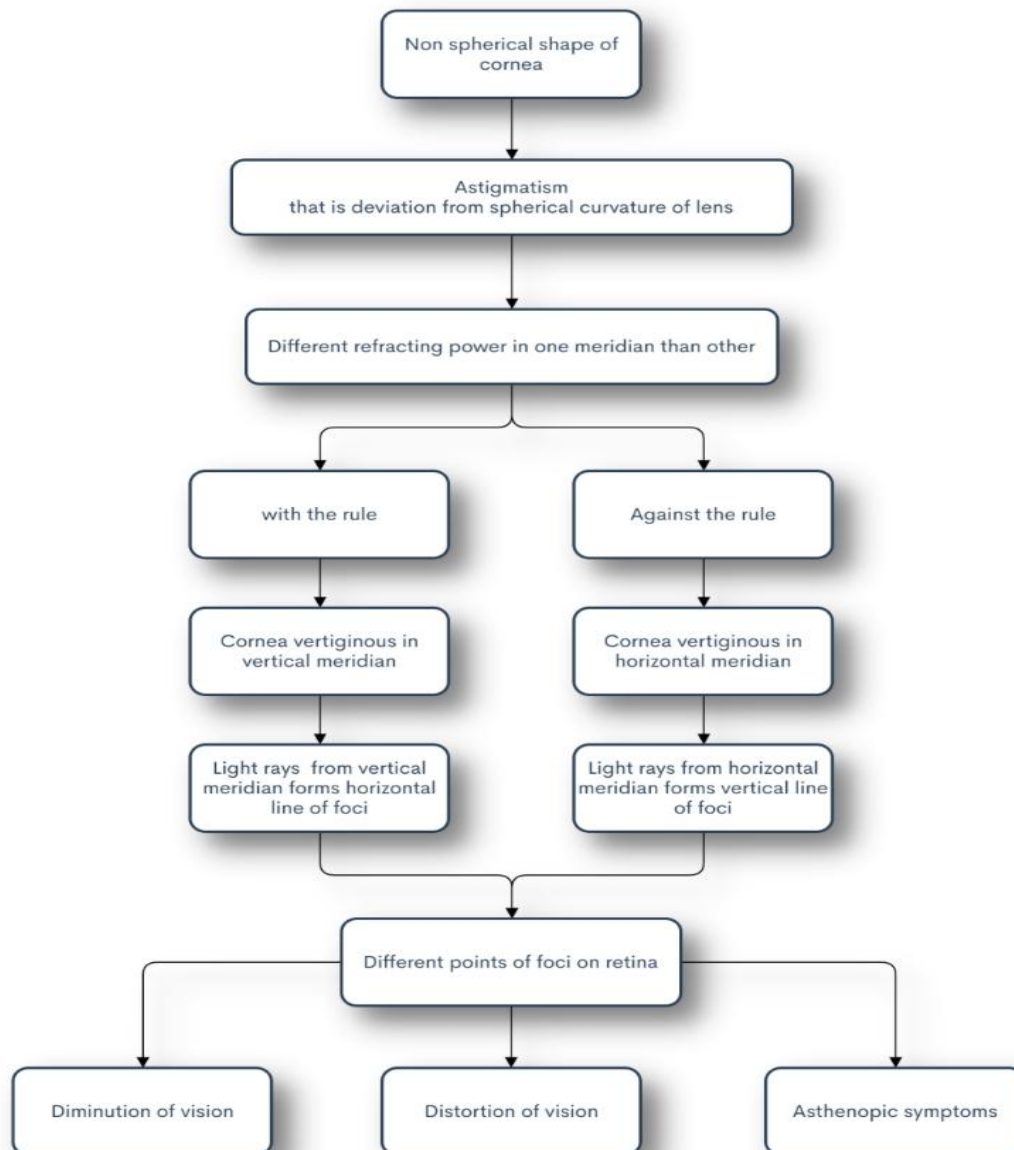 Non spherical shape of
cornea
Astigmatism
that is deviation from spherical curvature of lens
Different refracting power in one meridian than other
with the rule
Against the rule
Cornea vertiginous in
vertical meridian
Cornea vertiginous in
horizontal meridian
Light rays from vertical
meridian forms horizontal
line of foci
Light rays from horizontal
meridian forms vertical line
of foci
Different points of foci on retina
Diminution of vision
Distortion of vision
Asthenopic symptoms